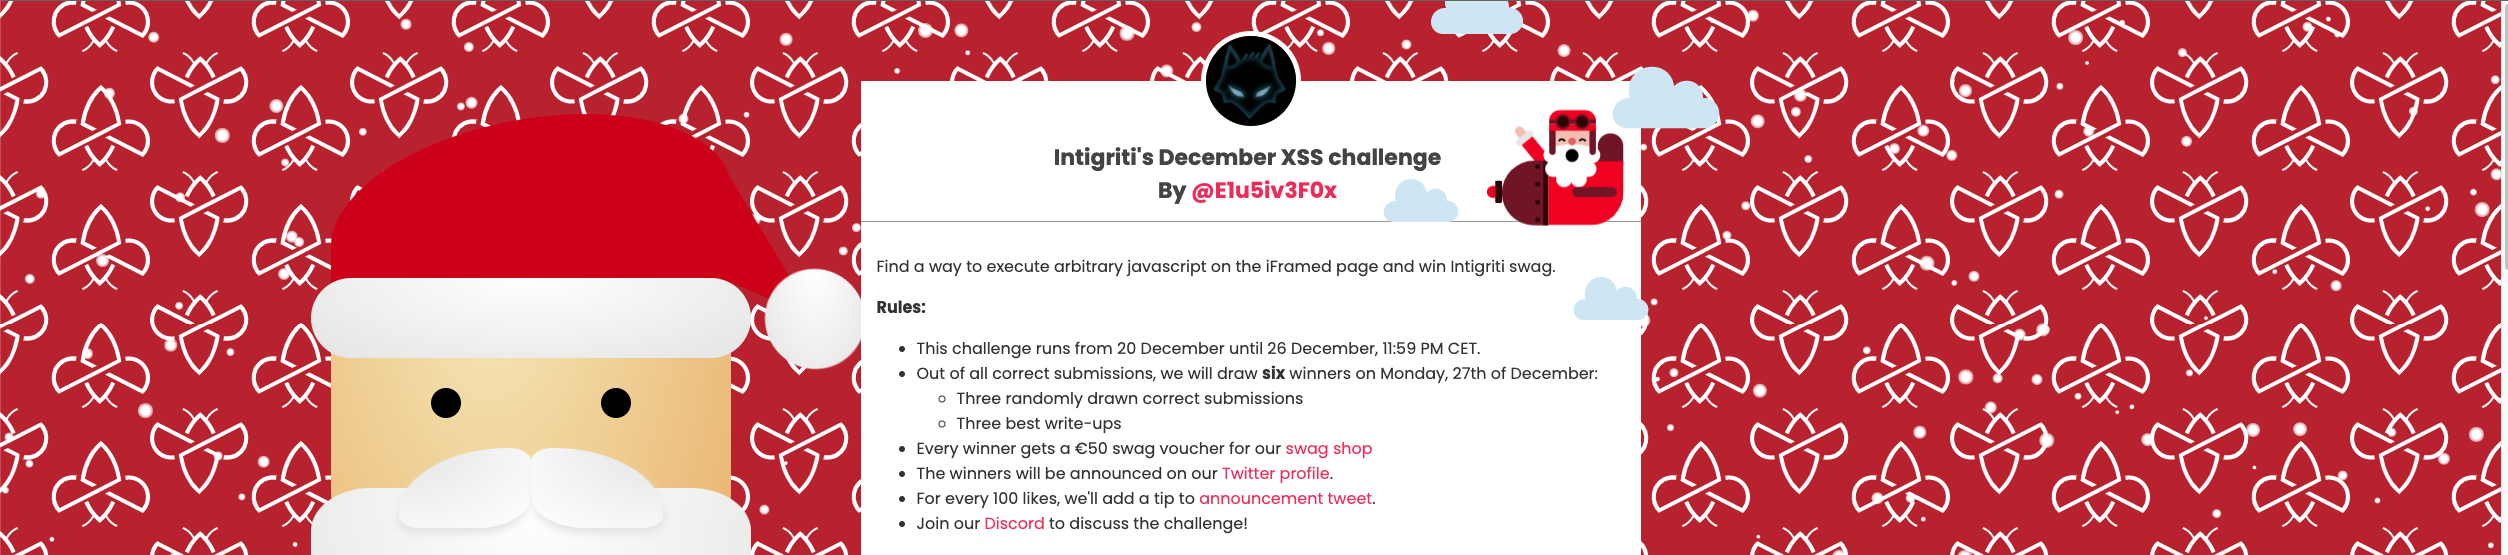 Intigriti's December XSS challenge
By @E1u5iv3F0x
Find a way to execute arbitrary javascript on the iFramed page and win Intigriti swag.
Rules:
This challenge runs from 20 December until 26 December, 11:59 PM CET.
Out of all correct submissions, we will draw six winners on Monday, 27th of December:
Three randomly drawn correct submissions
Three best write-ups
Every winner gets a €50 swag voucher for our swag shop
The winners will be announced on our Twitter profile.
For every 100 likes, we'll add a tip to announcement tweet.
Join our Discord to discuss the challenge!